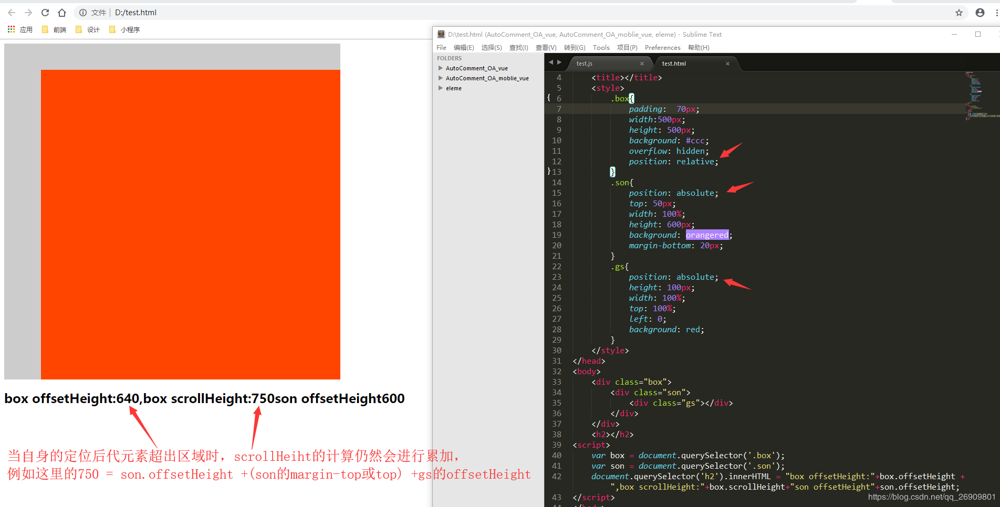 文件 D:/test.html
应用 前端 设计 小程序
D:\test.html (AutoComment_OA_vue, AutoComment_OA_moblie_vue, eleme) - Sublime Text
File 编辑(E) 选择(S) 查找(I) 查看(V) 转到(G) Tools 项目(P) Preferences 帮助(H)
FOLDERS
AutoComment_OA_vue
AutoComment_OA_moblie_vue
eleme
test.js × test.html ×
4 <title></title>
5 <style>
{ 6 .box{
7 padding:  70px;
8 width:500px;
9 height: 500px;
10 background: #ccc;
11 overflow: hidden;
12 position: relative;
}13 }
14 .son{
15 position: absolute;
16 top: 50px;
17 width: 100%;
18 height: 600px;
19 background: orangered;
20 margin-bottom: 20px;
21 }
22 .gs{
23 position: absolute;
24 height: 100px;
25 width: 100%;
26 top: 100%;
27 left: 0;
28 background: red;
29 }
30 </style>
31 </head>
32 <body>
33 <div class="box">
34 <div class="son">
35 <div class="gs"></div>
36 </div>
37 </div>
38 <h2></h2>
39 <script>
40 var box = document.querySelector('.box');
41 var son = document.querySelector('.son');
42 document.querySelector('h2').innerHTML = "box offsetHeight:"+box.offsetHeight +
",box scrollHeight:"+box.scrollHeight+"son offsetHeight"+son.offsetHeight;
43 </script>
box offsetHeight:640,box scrollHeight:750son offsetHeight600
当自身的定位后代元素超出区域时，scrollHeiht的计算仍然会进行累加，
例如这里的750 = son.offsetHeight +(son的margin-top或top) +gs的offsetHeight
https://blog.csdn.net/qq_26909801